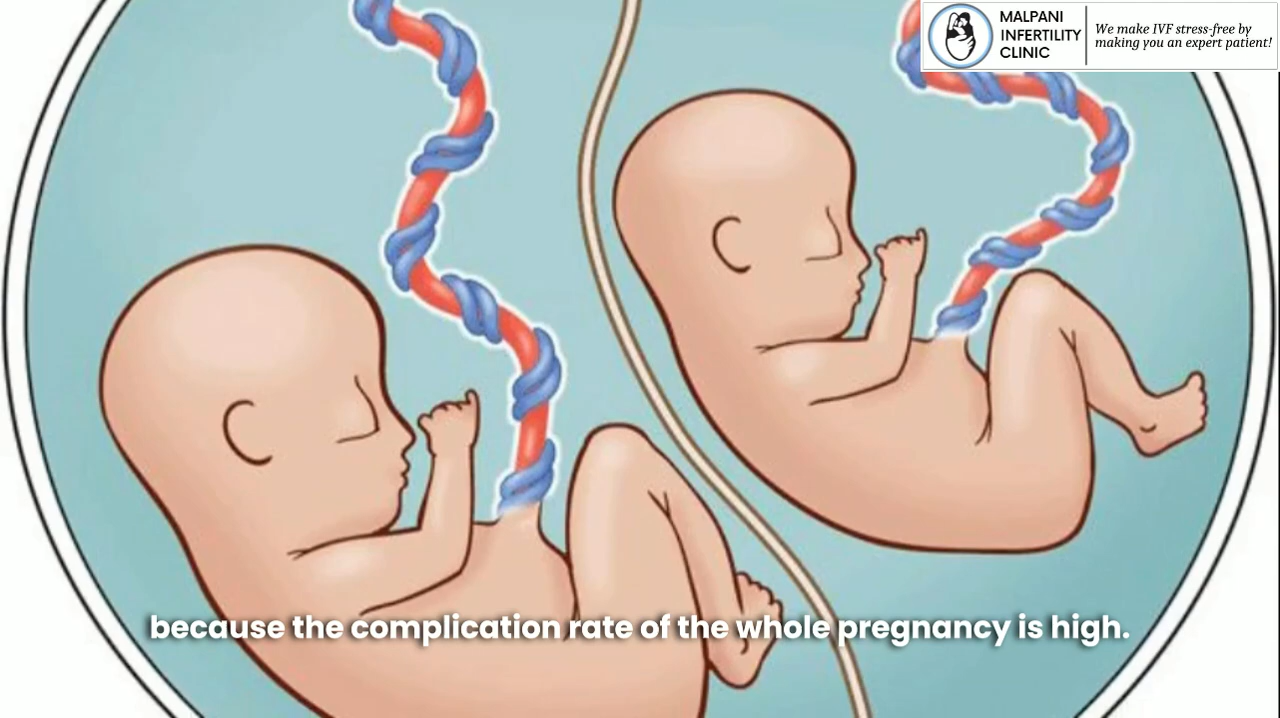 MALPANI
INFERTILITY
CLINIC
We make IVF stress-free by
making you an expert patient!
because the complication rate of the whole pregnancy is high.